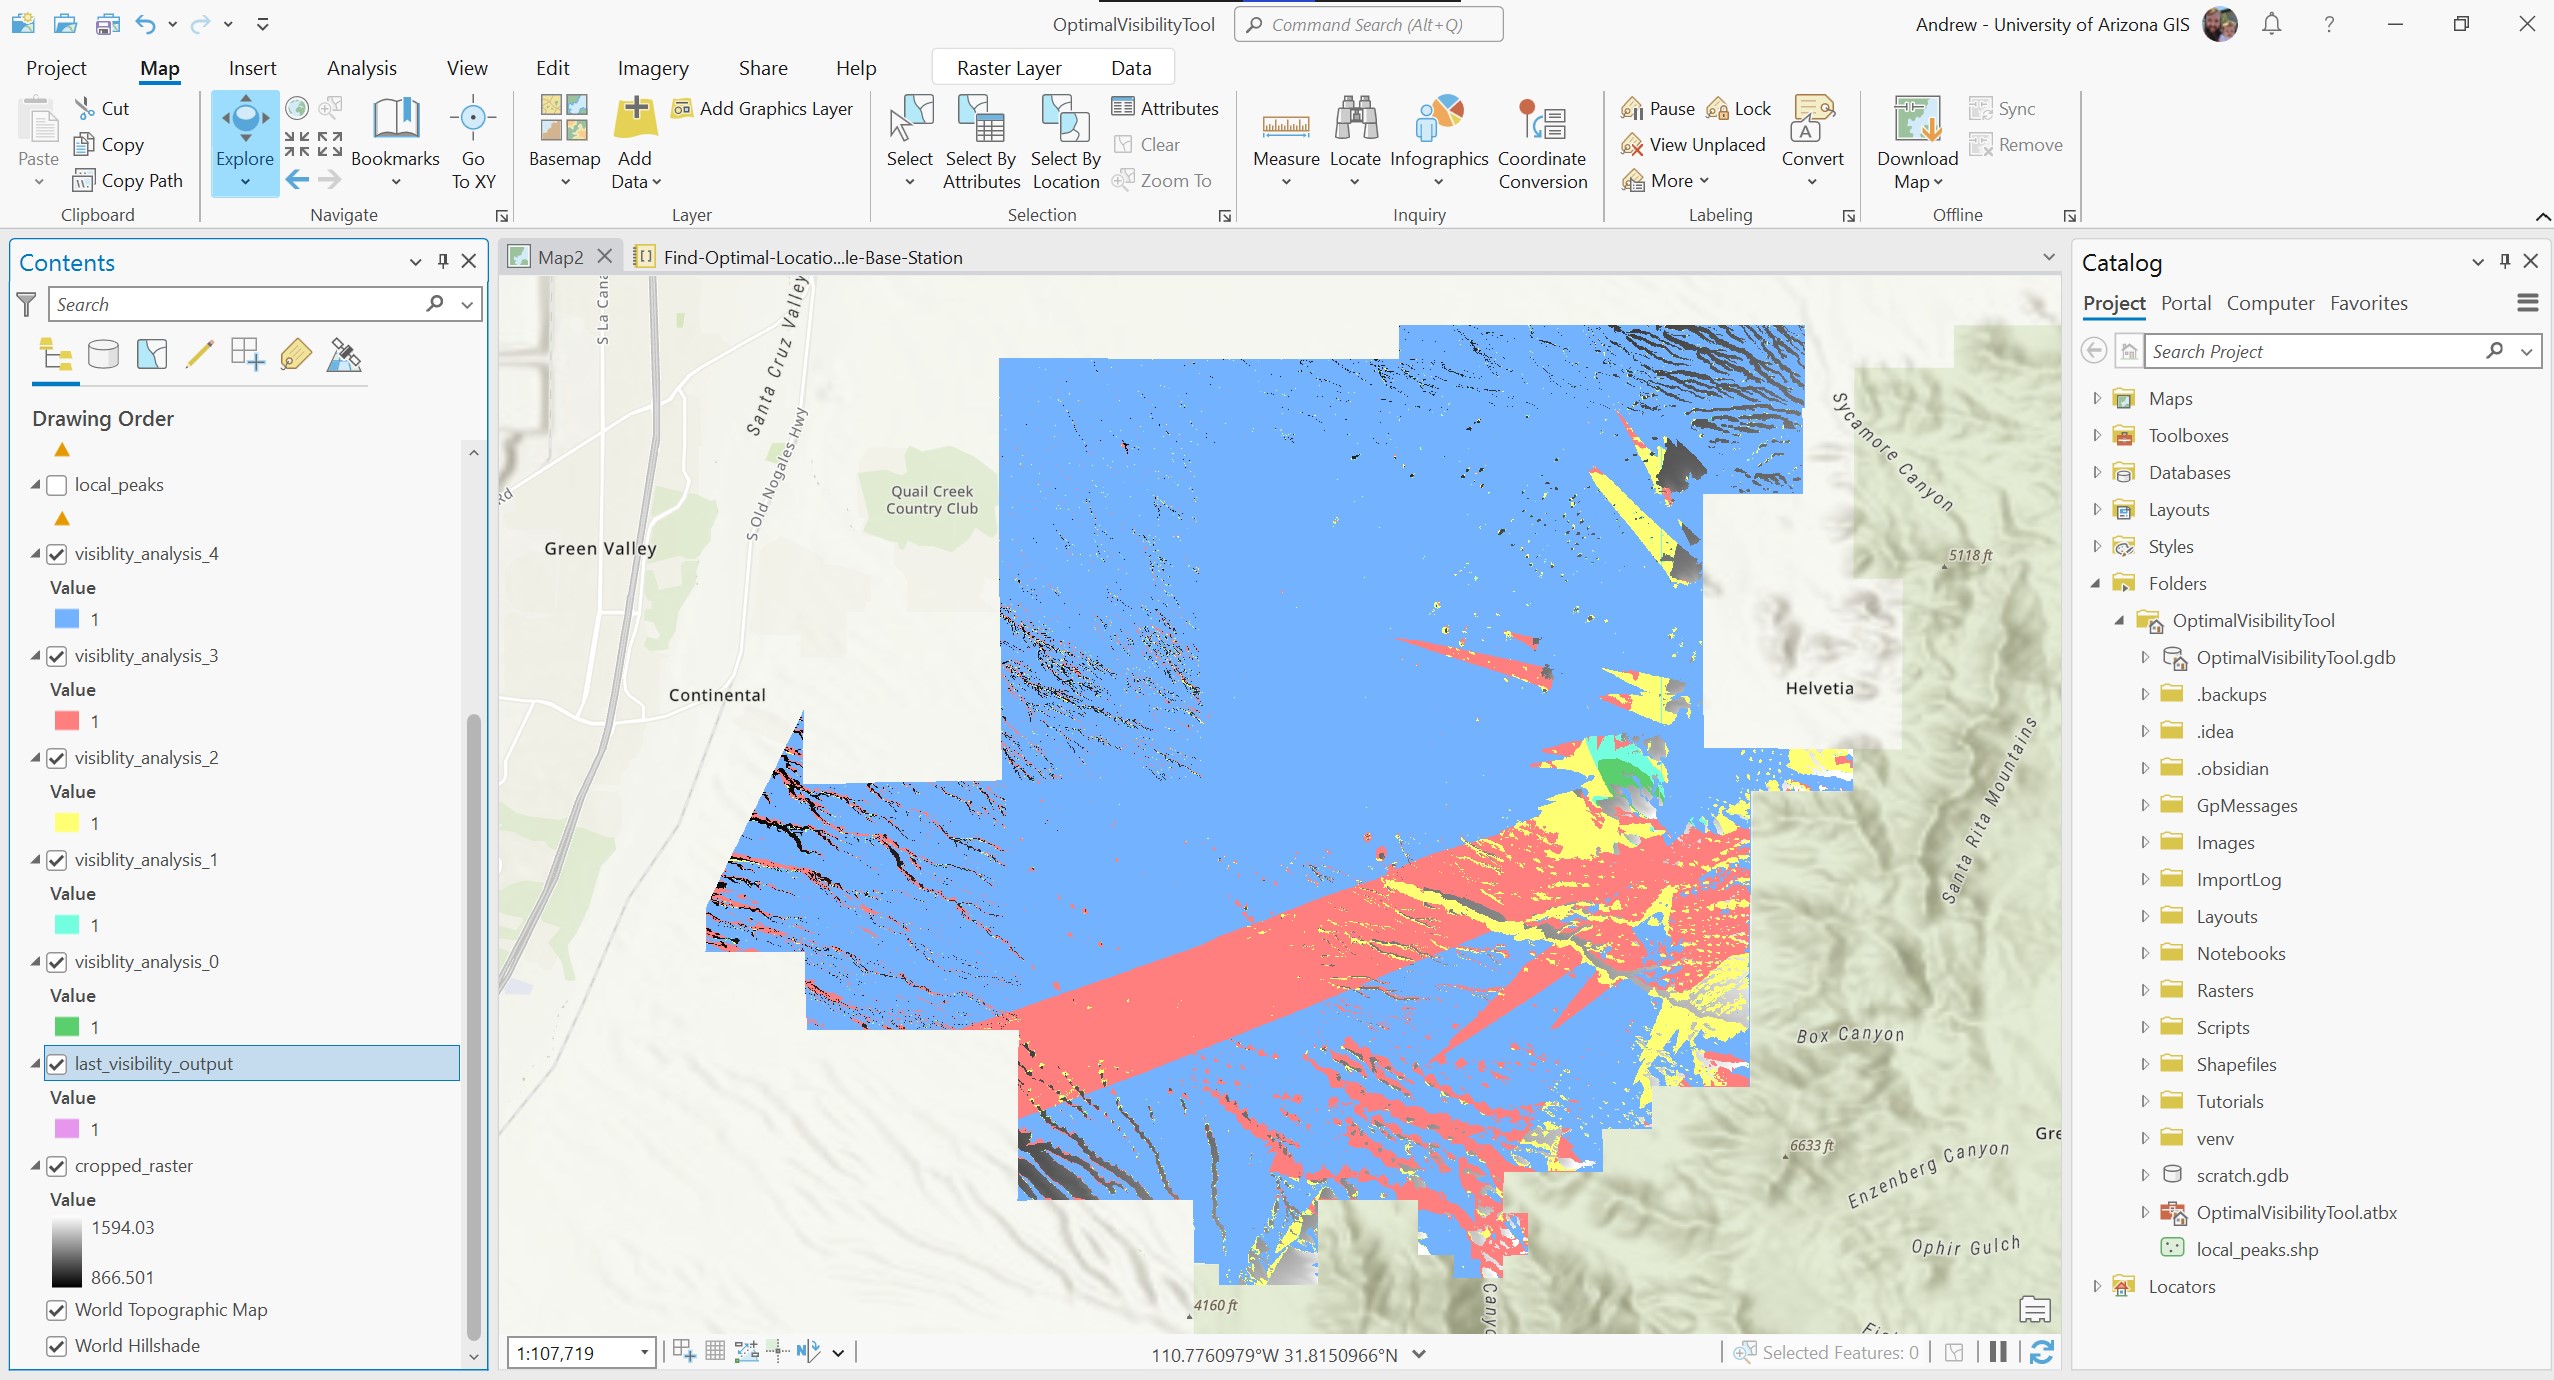 OptimalVisibilityTool
Command Search (Alt+Q)
Andrew - University of Arizona GIS
Project
Map
Insert
Analysis
View
Edit
Imagery
Share
Help
Raster Layer
Data
Paste
Cut
Copy
Copy Path
Clipboard
Explore
Bookmarks
Go
To XY
Navigate
Basemap
Add
Data
Add Graphics Layer
Layer
Select
Select By
Attributes
Select By
Location
Attributes
Clear
Zoom To
Selection
Measure
Locate
Infographics
Coordinate
Conversion
Inquiry
Pause
Lock
View Unplaced
More
Convert
Labeling
Download
Map
Sync
Remove
Offline
Contents
Search
Drawing Order
local_peaks
visiblity_analysis_4
Value
1
visiblity_analysis_3
Value
1
visiblity_analysis_2
Value
1
visiblity_analysis_1
Value
1
visiblity_analysis_0
Value
1
last_visibility_output
Value
1
cropped_raster
Value
1594.03
866.501
World Topographic Map
World Hillshade
Map2
Find-Optimal-Locatio...le-Base-Station
S La Cana
Santa Cruz Valley
S Old Nogales Hwy
Rd
Quail Creek
Country Club
Green Valley
Continental
Sycamore Canyon
5118 ft
Helvetia
Santa Rita Mountains
Box Canyon
Gre
6633 ft
Enzenberg Canyon
Ophir Gulch
4160 ft
Canyo
1:107,719
110.7760979°W 31.8150966°N
Selected Features: 0
Catalog
Project
Portal
Computer
Favorites
Search Project
Maps
Toolboxes
Databases
Layouts
Styles
Folders
OptimalVisibilityTool
OptimalVisibilityTool.gdb
.backups
.idea
.obsidian
GpMessages
Images
ImportLog
Layouts
Notebooks
Rasters
Scripts
Shapefiles
Tutorials
venv
scratch.gdb
OptimalVisibilityTool.atbx
local_peaks.shp
Locators